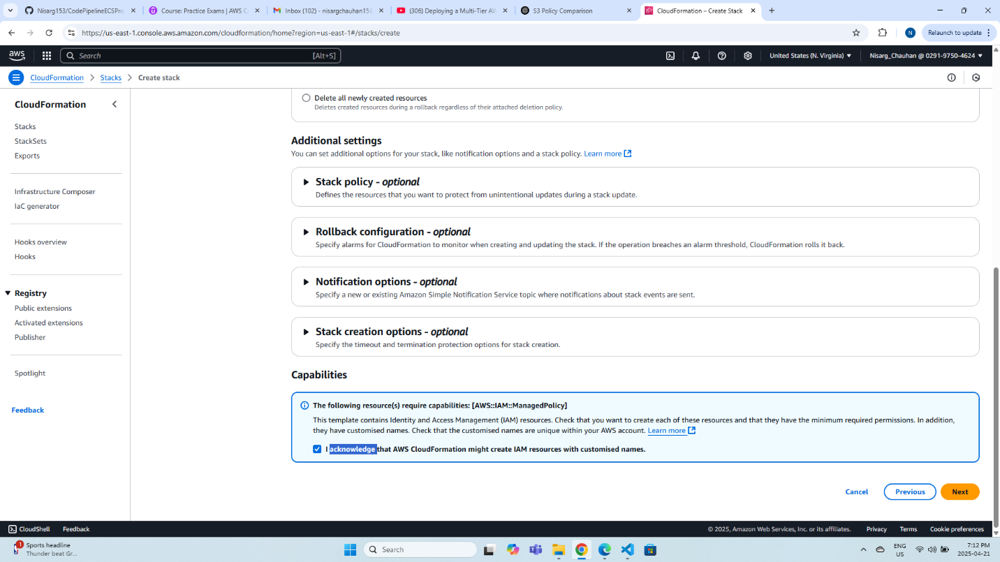 Nisarg153/CodePipelineECSPro
Course: Practice Exams | AWS C
Inbox (102) - nisargchauhan15
(306) Deploying a Multi-Tier AW
S3 Policy Comparison
CloudFormation – Create Stack
https://us-east-1.console.aws.amazon.com/cloudformation/home?region=us-east-1#/stacks/create
N
Relaunch to update
aws
Search
[Alt+S]
United States (N. Virginia)
Nisarg_Chauhan @ 0291-9750-4624
CloudFormation
Stacks
Create stack
CloudFormation
Stacks
StackSets
Exports
Infrastructure Composer
IaC generator
Hooks overview
Hooks
Registry
Public extensions
Activated extensions
Publisher
Spotlight
Feedback
Delete all newly created resources
Deletes created resources during a rollback regardless of their attached deletion policy.
Additional settings
You can set additional options for your stack, like notification options and a stack policy. Learn more
Stack policy - optional
Defines the resources that you want to protect from unintentional updates during a stack update.
Rollback configuration - optional
Specify alarms for CloudFormation to monitor when creating and updating the stack. If the operation breaches an alarm threshold, CloudFormation rolls it back.
Notification options - optional
Specify a new or existing Amazon Simple Notification Service topic where notifications about stack events are sent.
Stack creation options - optional
Specify the timeout and termination protection options for stack creation.
Capabilities
The following resource(s) require capabilities: [AWS::IAM::ManagedPolicy]
This template contains Identity and Access Management (IAM) resources. Check that you want to create each of these resources and that they have the minimum required permissions. In addition,
they have customised names. Check that the customised names are unique within your AWS account. Learn more
I acknowledge that AWS CloudFormation might create IAM resources with customised names.
Cancel
Previous
Next
CloudShell
Feedback
© 2025, Amazon Web Services, Inc. or its affiliates.
Privacy
Terms
Cookie preferences
1
Sports headline
Thunder beat Gr...
Search
ENG
US
7:12 PM
2025-04-21